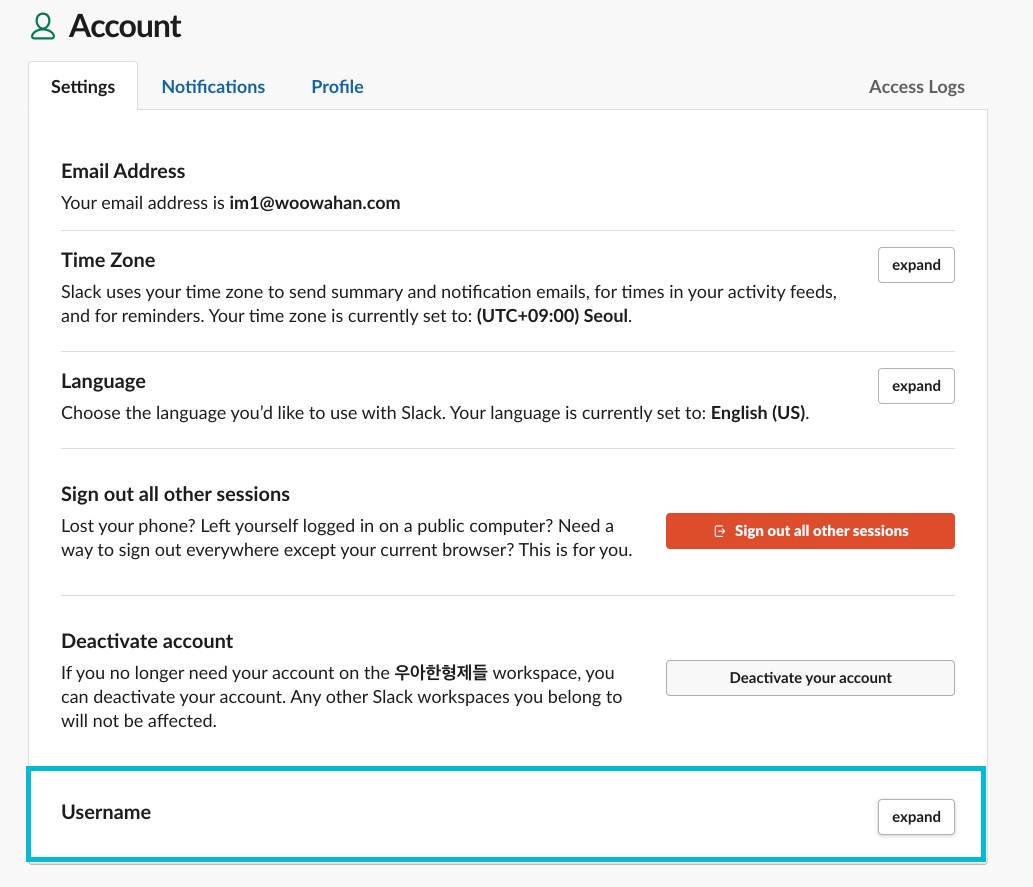 Account
Settings
Notifications
Profile
Access Logs
Email Address
Your email address is im1@woowahan.com
Time Zone
expand
Slack uses your time zone to send summary and notification emails, for times in your activity feeds,
and for reminders. Your time zone is currently set to: (UTC+09:00) Seoul.
Language
expand
Choose the language you’d like to use with Slack. Your language is currently set to: English (US).
Sign out all other sessions
Lost your phone? Left yourself logged in on a public computer? Need a
way to sign out everywhere except your current browser? This is for you.
Sign out all other sessions
Deactivate account
If you no longer need your account on the 우아한형제들 workspace, you
can deactivate your account. Any other Slack workspaces you belong to
will not be affected.
Deactivate your account
Username
expand